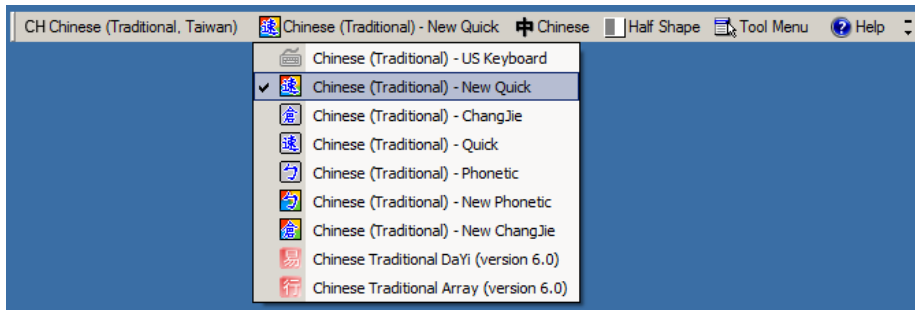 CH Chinese (Traditional, Taiwan) 速 Chinese (Traditional) - New Quick 中 Chinese Half Shape Tool Menu ? Help
Chinese (Traditional) - US Keyboard
速 Chinese (Traditional) - New Quick
倉 Chinese (Traditional) - ChangJie
速 Chinese (Traditional) - Quick
ㄅ Chinese (Traditional) - Phonetic
ㄅ Chinese (Traditional) - New Phonetic
倉 Chinese (Traditional) - New ChangJie
易 Chinese Traditional DaYi (version 6.0)
行 Chinese Traditional Array (version 6.0)